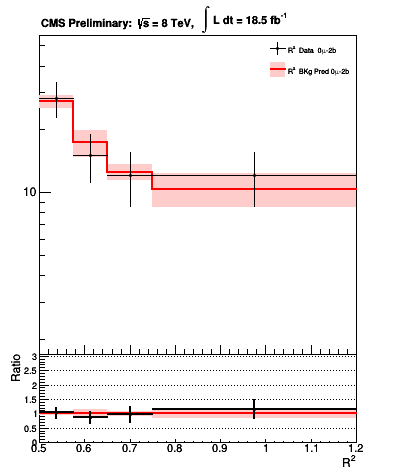 CMS Preliminary: √s = 8 TeV, ∫ L dt = 18.5 fb⁻¹
R² Data 0μ-2b
R² BKg Pred 0μ-2b
10
Ratio
3
2.5
2
1.5
1
0.5
0
0.5 0.6 0.7 0.8 0.9 1 1.1 1.2
R²